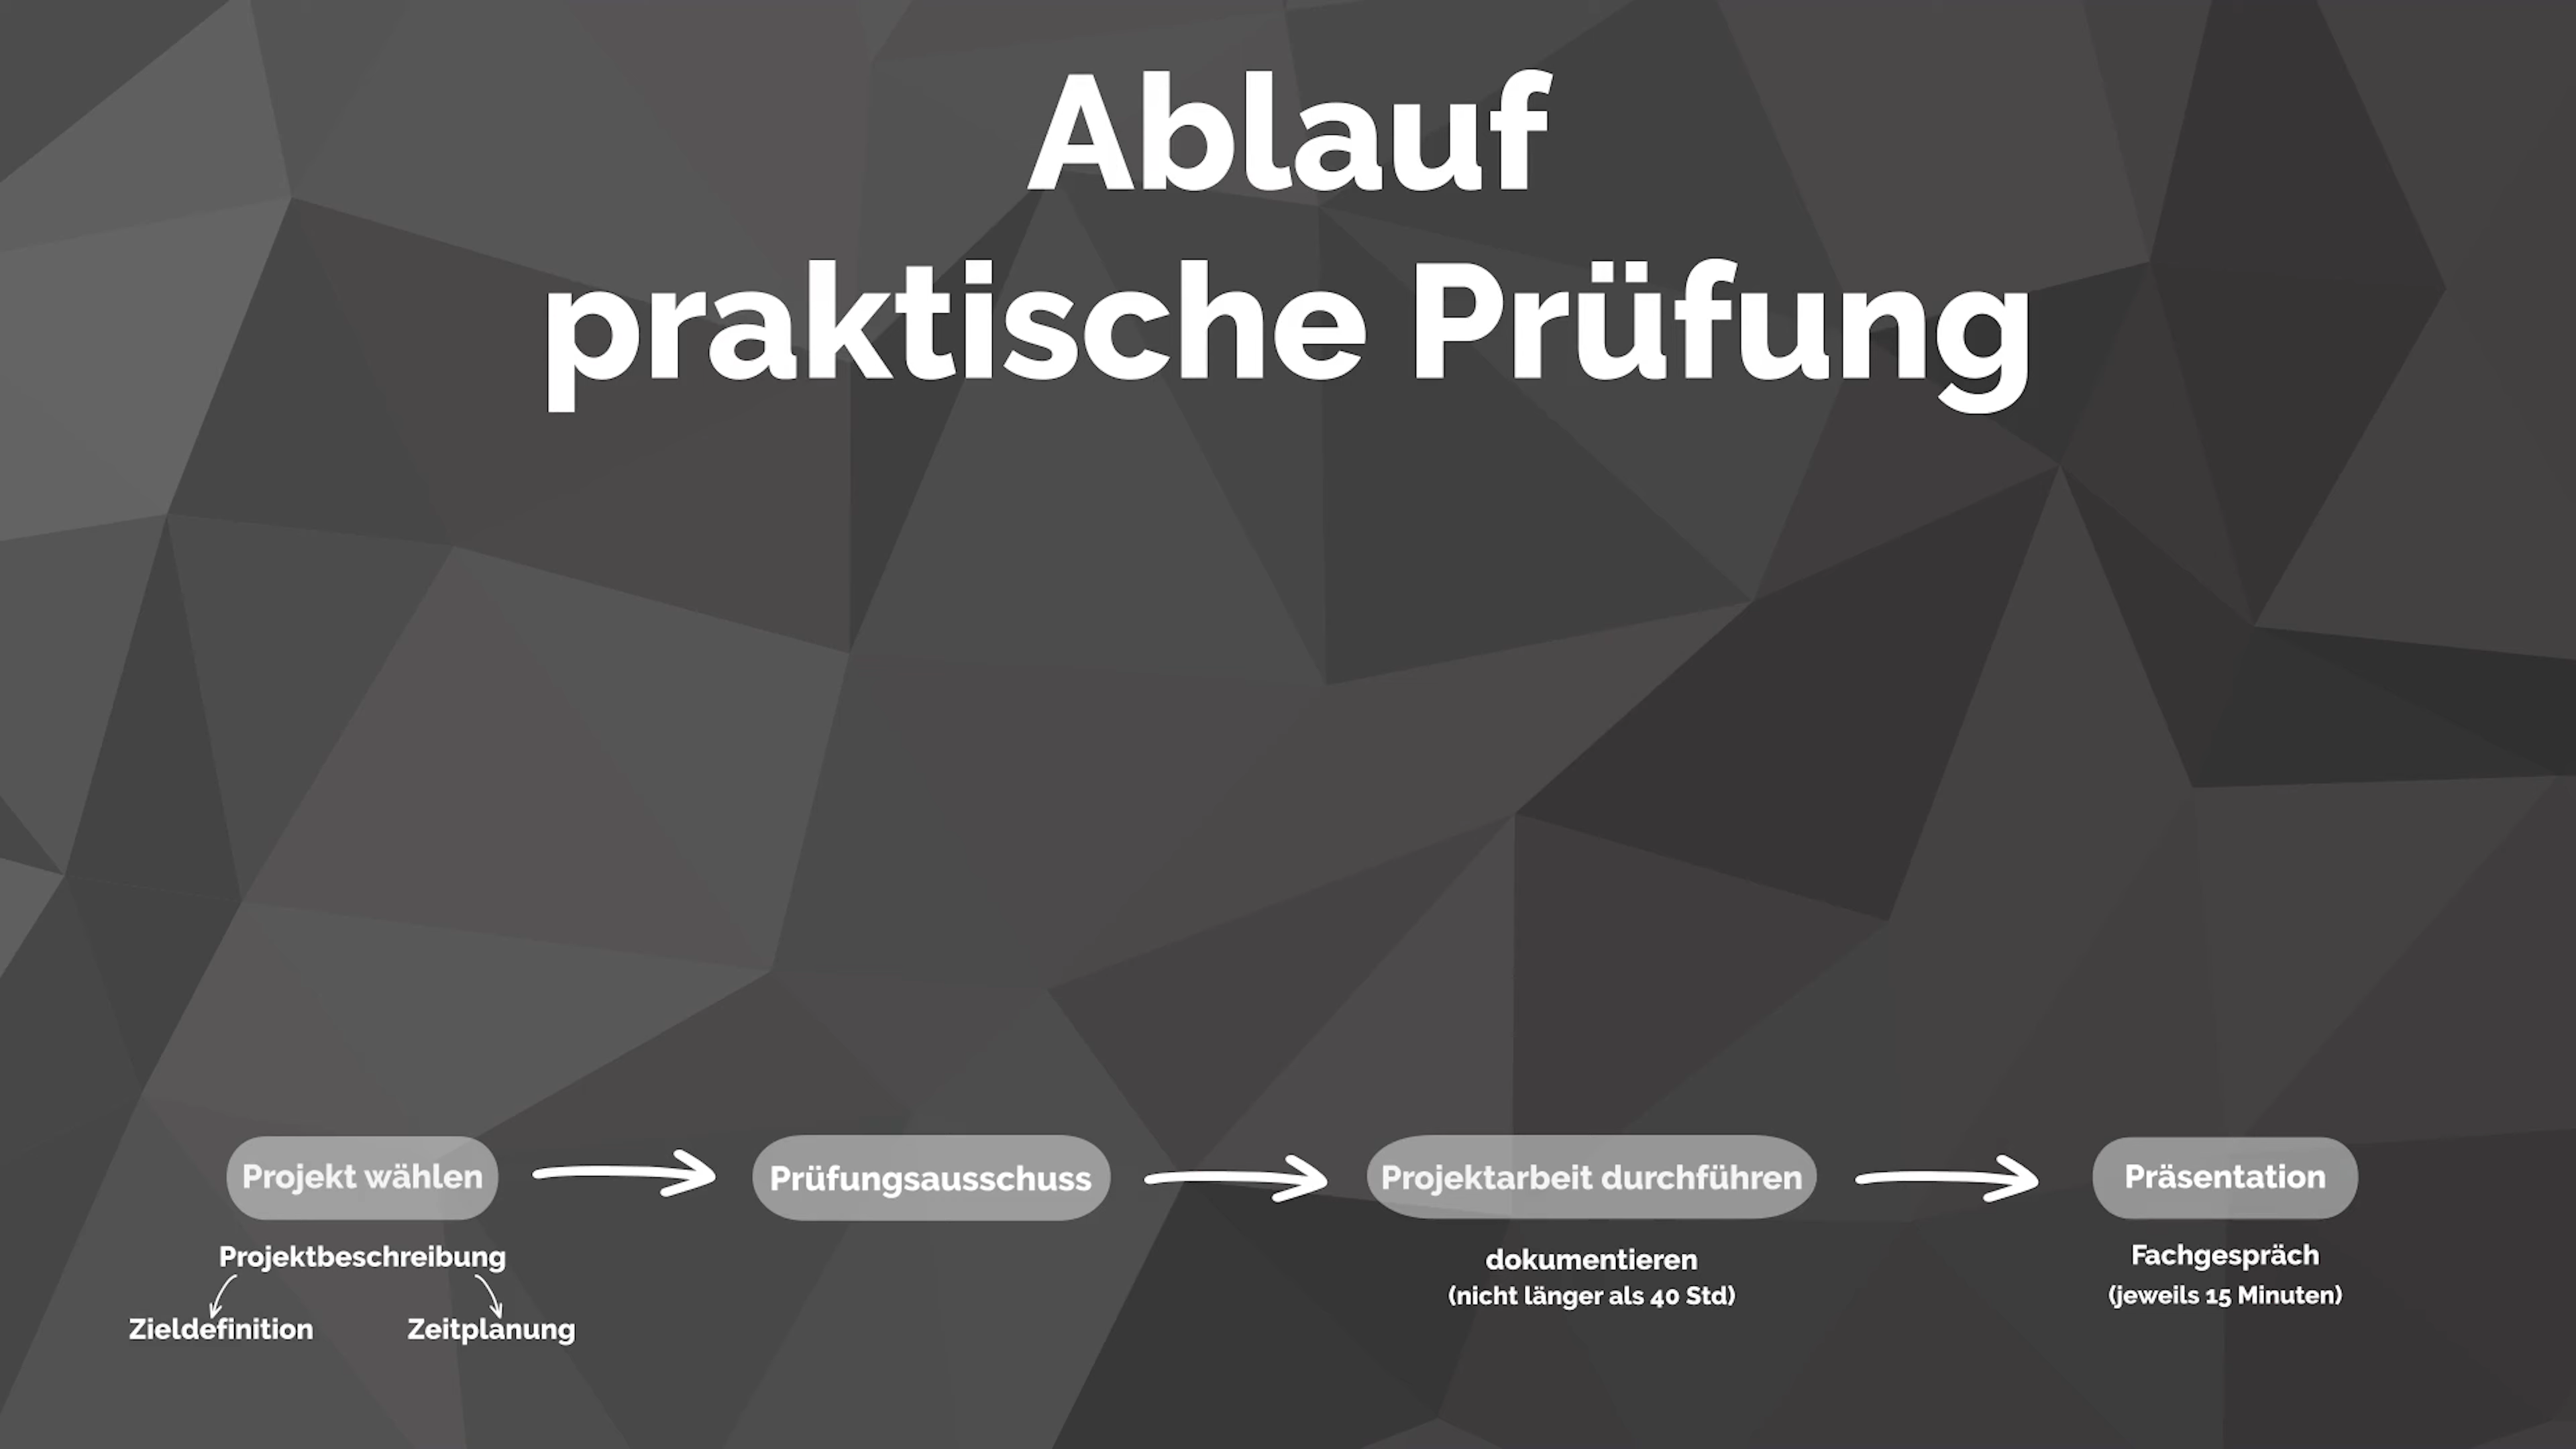 Ablauf
praktische Prüfung
Projekt wählen
Projektbeschreibung
Zieldefinition
Zeitplanung
Prüfungsausschuss
Projektarbeit durchführen
dokumentieren
(nicht länger als 40 Std)
Präsentation
Fachgespräch
(jeweils 15 Minuten)